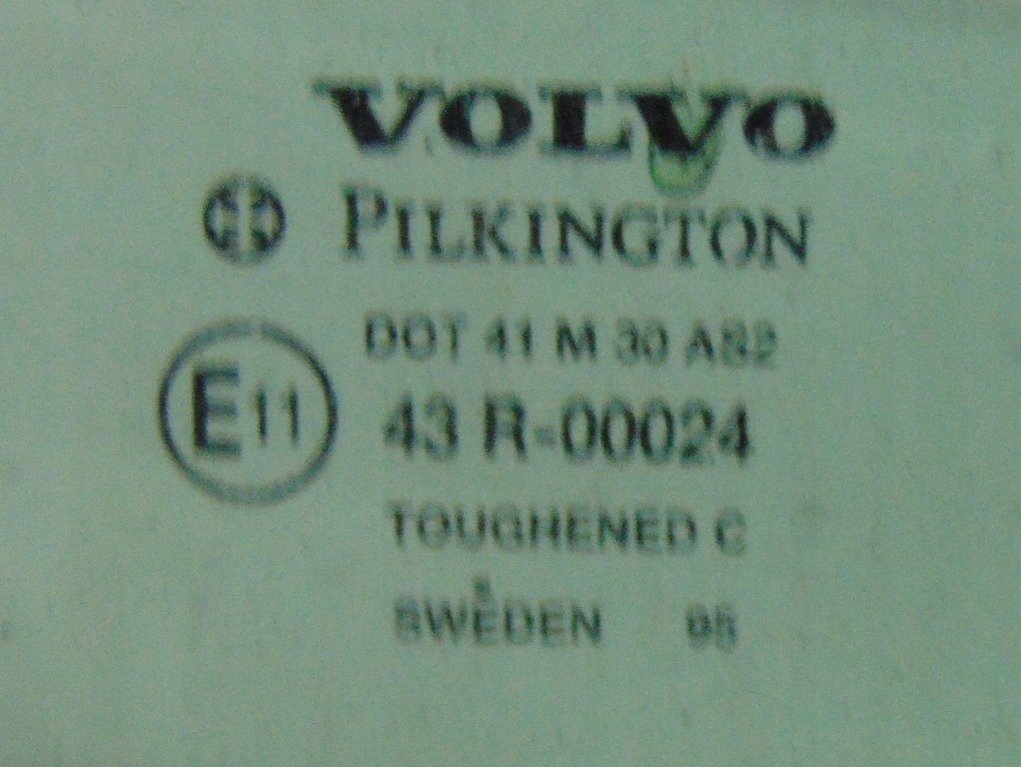 VOLVO
PILKINGTON
DOT 41 M 30 AS2
E11
43 R-00024
TOUGHENED C
SWEDEN 95